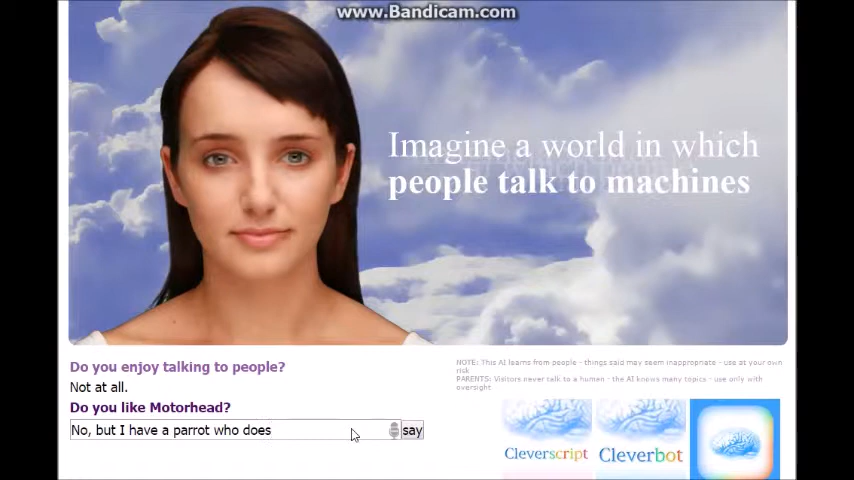 www.Bandicam.com
Imagine a world in which
people talk to machines
Do you enjoy talking to people?
Not at all.
Do you like Motorhead?
No, but I have a parrot who does
say
NOTE: This AI learns from people - things said may seem inappropriate - use at your own
risk
PARENTS: Visitors never talk to a human - the AI knows many topics - use only with
oversight
Cleverscript
Cleverbot